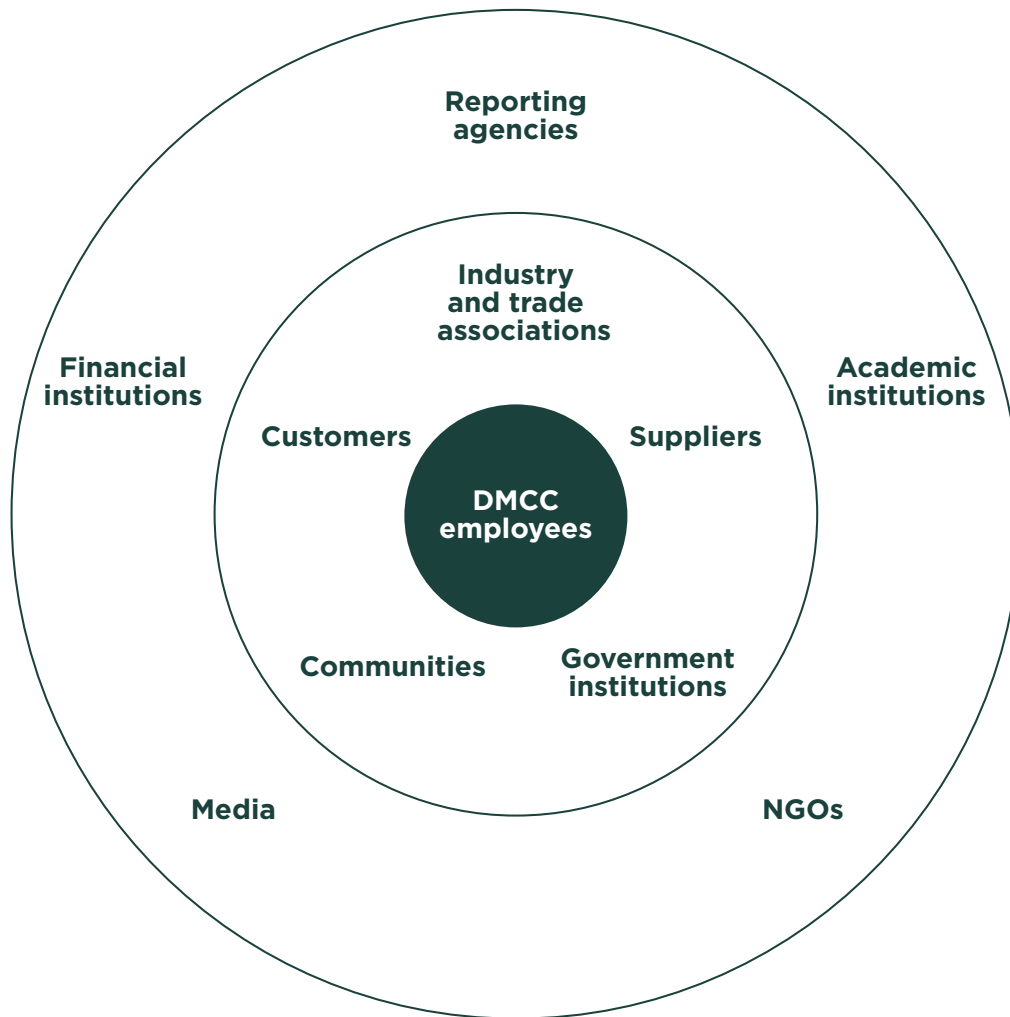 Reporting
agencies
Industry
and trade
associations
Financial
institutions
Academic
institutions
Customers
Suppliers
DMCC
employees
Communities
Government
institutions
Media
NGOs